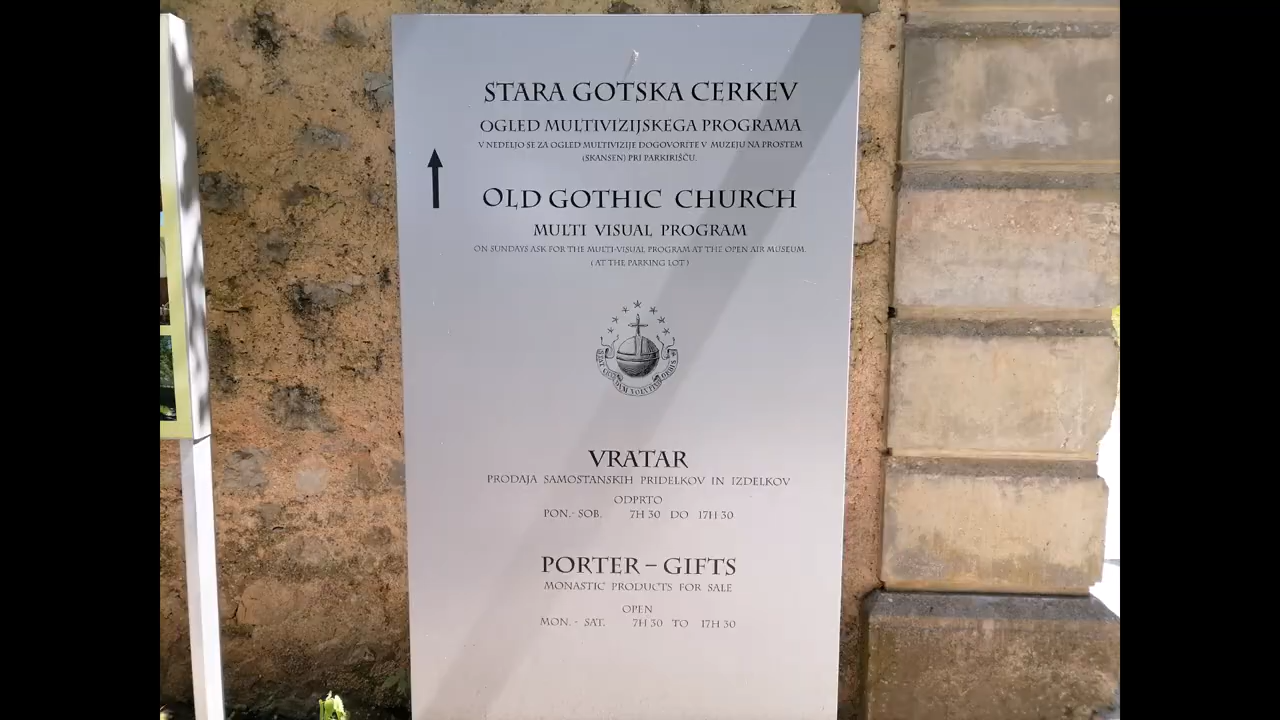 STARA GOTSKA CERKEV
OGLED MULTIVIZIJSKEGA PROGRAMA
V NEDELJO SE ZA OGLED MULTIVIZIJE DOGOVORITE V MUZEJU NA PROSTEM
(SKANSEN) PRI PARKIRIŠČU.
OLD GOTHIC CHURCH
MULTI VISUAL PROGRAM
ON SUNDAYS ASK FOR THE MULTI-VISUAL PROGRAM AT THE OPEN AIR MUSEUM.
(AT THE PARKING LOT)
VRATAR
PRODAJA SAMOSTANSKIH PRIDELKOV IN IZDELKOV
ODPRTO
PON.- SOB. 7H 30 DO 17H 30
PORTER – GIFTS
MONASTIC PRODUCTS FOR SALE
OPEN
MON. - SAT. 7H 30 TO 17H 30